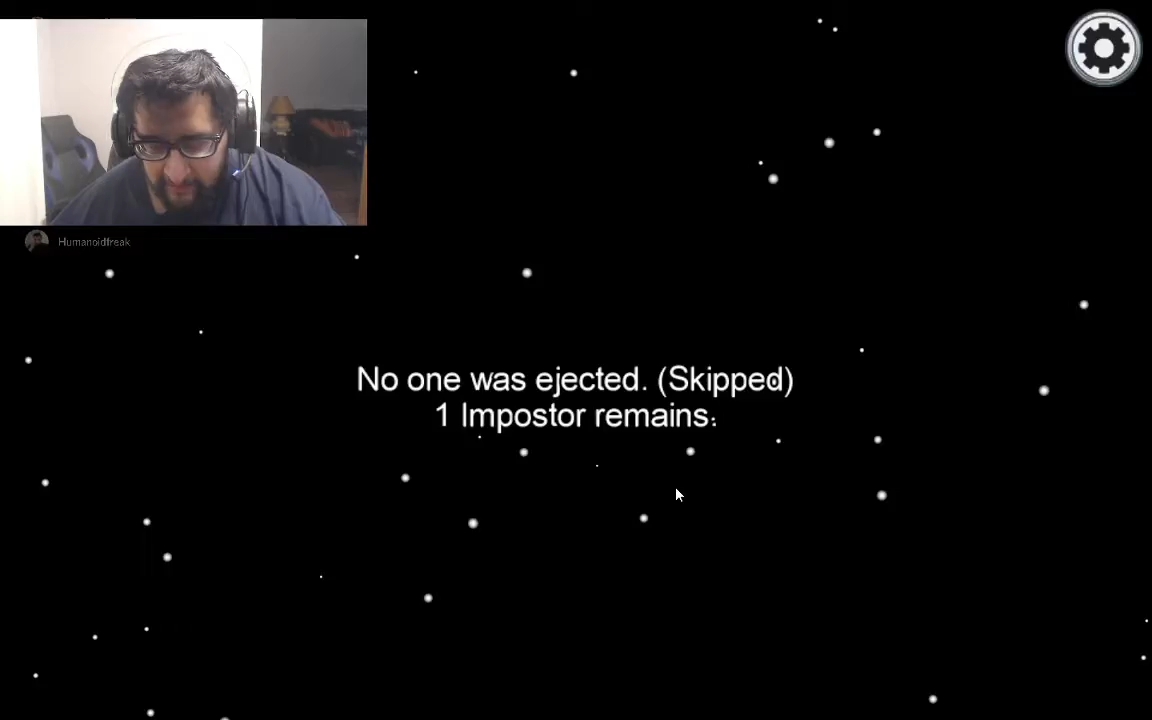 Humanoidfreak
No one was ejected. (Skipped)
1 Impostor remains.